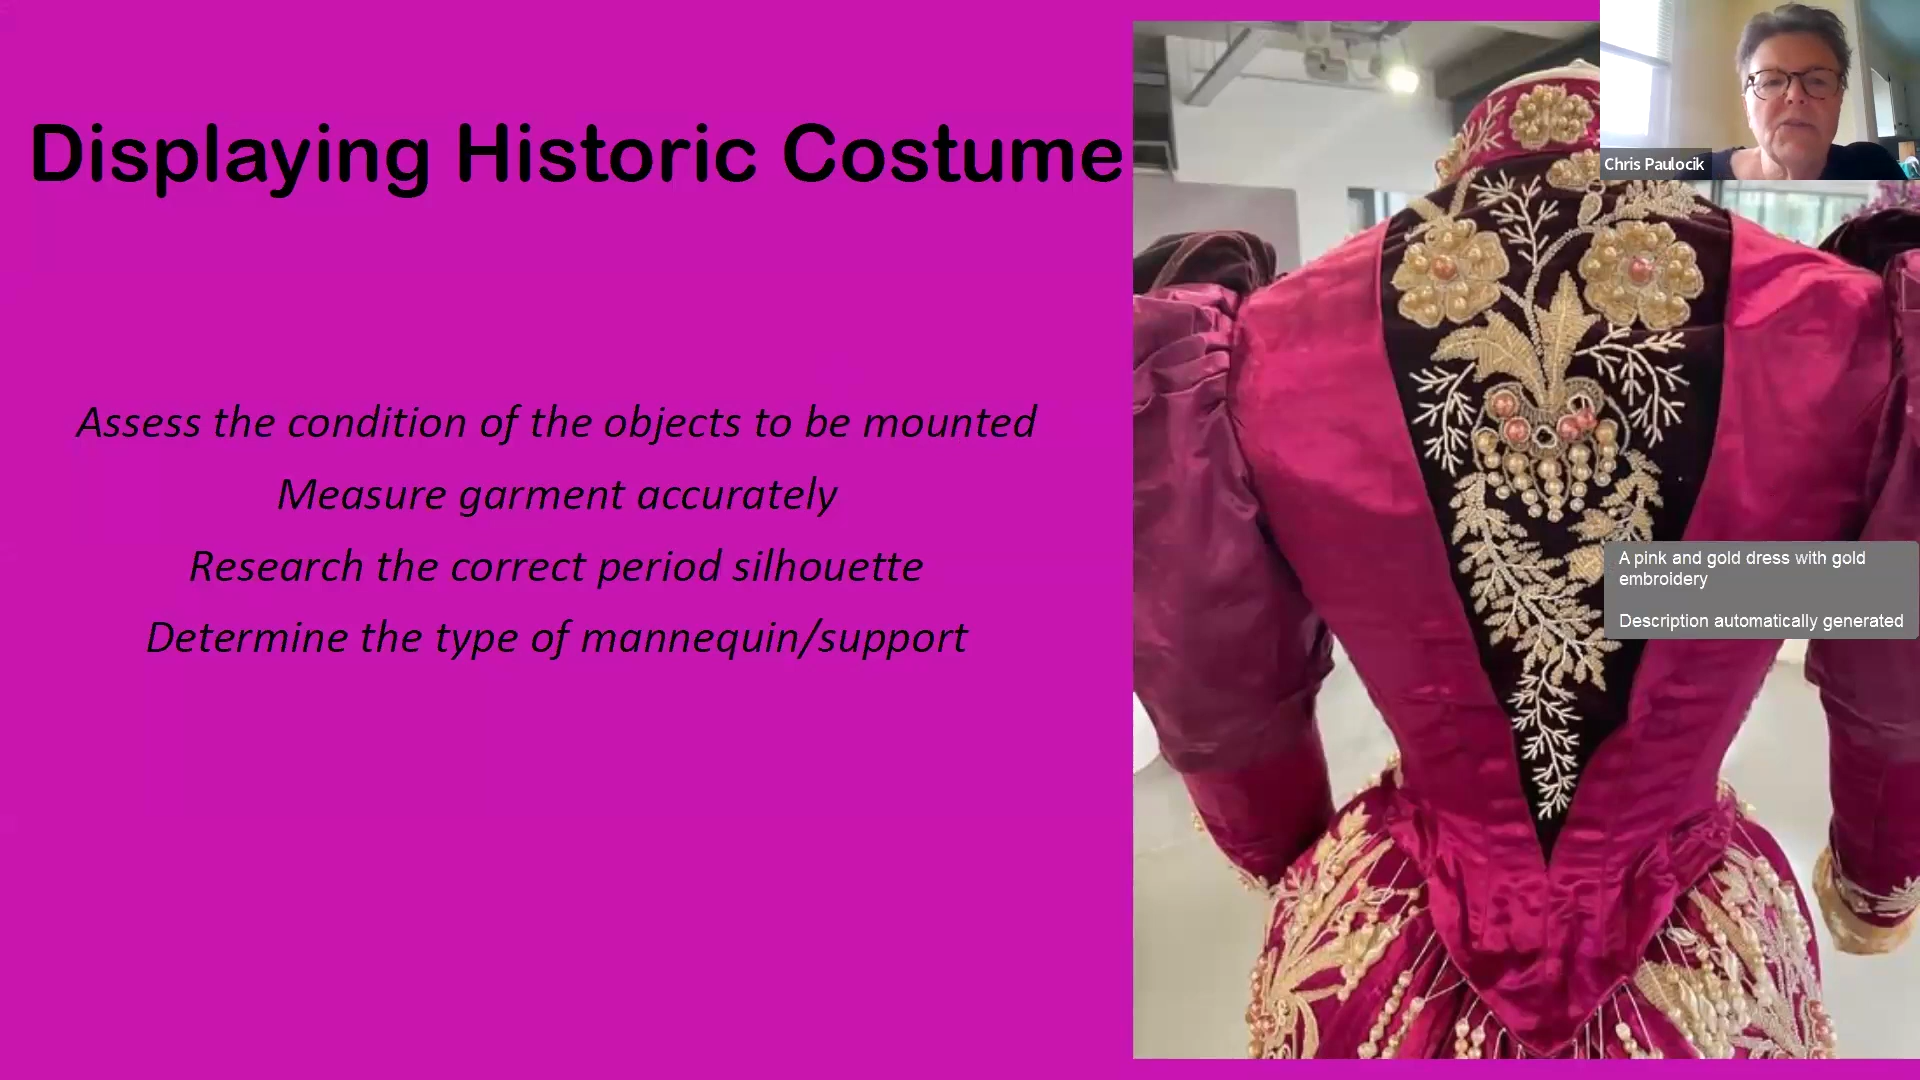 Displaying Historic Costume
Chris Paulocik
Assess the condition of the objects to be mounted
Measure garment accurately
Research the correct period silhouette
Determine the type of mannequin/support
A pink and gold dress with gold
embroidery
Description automatically generated